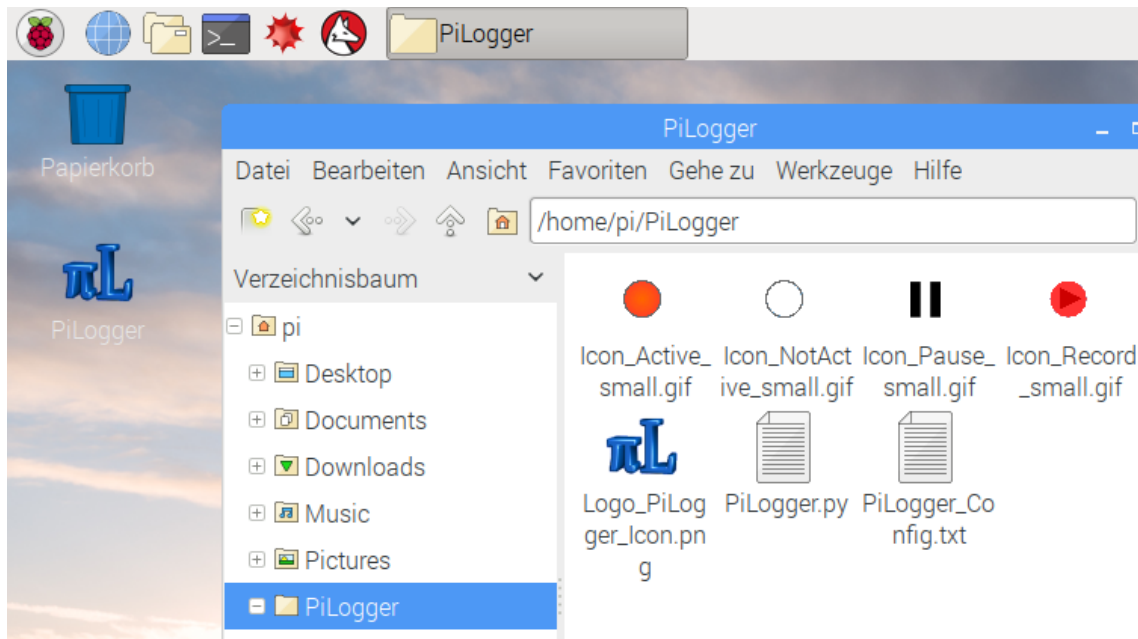 PiLogger
Papierkorb
PiLogger
PiLogger
Datei Bearbeiten Ansicht Favoriten Gehe zu Werkzeuge Hilfe
/home/pi/PiLogger
Verzeichnisbaum
pi
Desktop
Documents
Downloads
Music
Pictures
PiLogger
Icon_Active_ Icon_NotAct Icon_Pause_ Icon_Record
small.gif ive_small.gif small.gif _small.gif
πL
πL
Logo_PiLog PiLogger.py PiLogger_Co
ger_Icon.pn nfig.txt
g